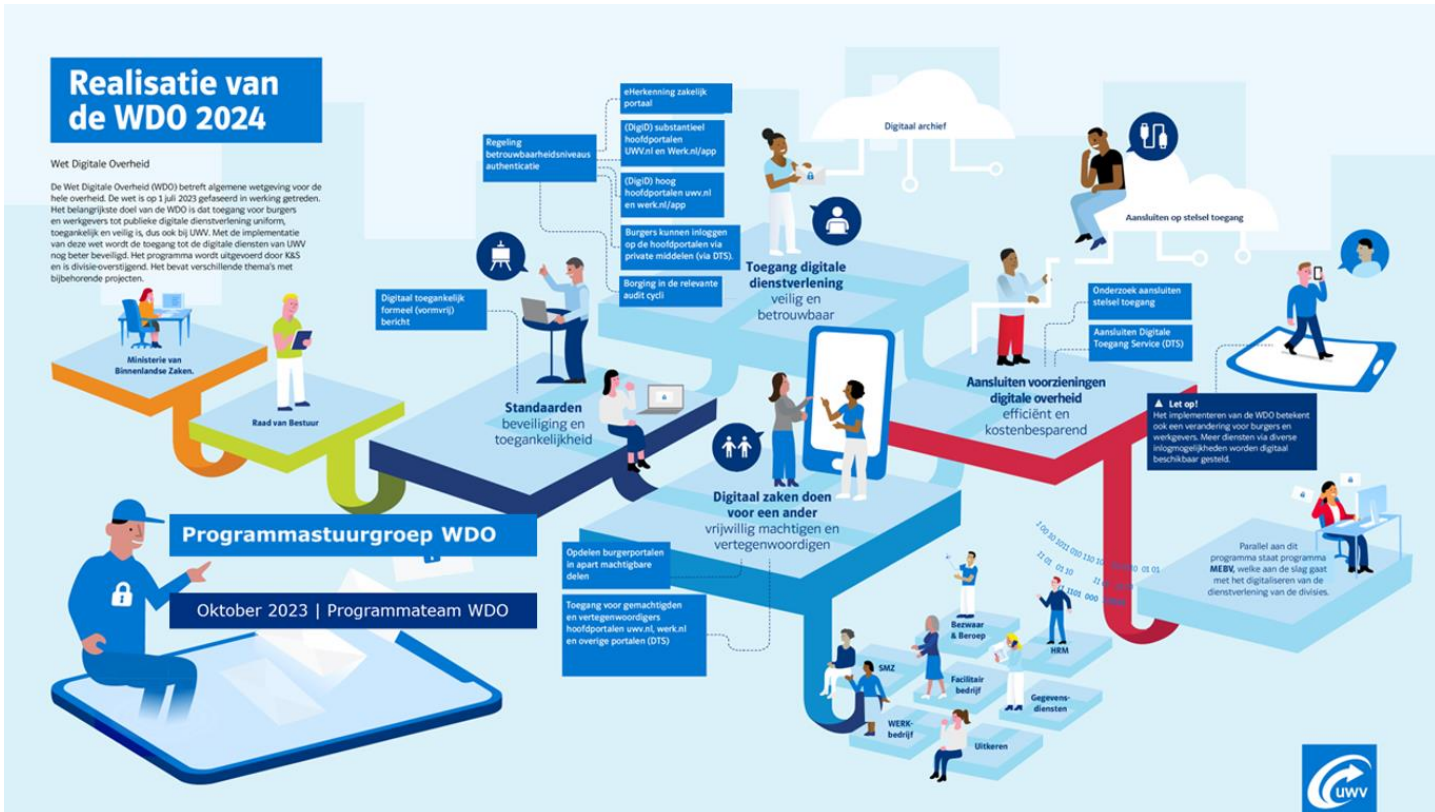 Realisatie van
de WDO 2024
Wet Digitale Overheid
De Wet Digitale Overheid (WDO) betreft algemene wetgeving voor de
hele overheid. De wet is op 1 juli 2023 gefaseerd in werking getreden.
Het belangrijkste doel van de WDO is dat toegang voor burgers
en werkgevers tot publieke digitale dienstverlening uniform,
toegankelijk en veilig is, dus ook bij UWV. Met de implementatie
van deze wet wordt de toegang tot de digitale diensten van UWV
nog beter beveiligd. Het programma wordt uitgevoerd door K&S
en is divisie-overstigend. Het bevat verschillende thema's met
bijbehorende projecten.
Ministerie van
Binnenlandse Zaken.
Raad van Bestuur
Regeling
betrouwbaarheidsniveaus
authenticatie
eHerkenning zakelijk
portaal
(DigiD) substantieel
hoofdportalen
UWV.nl en Werk.nl/app
(DigiD) hoog
hoofdportalen uwv.nl
en werk.nl/app
Burgers kunnen inloggen
op de hoofdportalen via
private middelen (via DTS).
Borging in de relevante
audit cycli
Digitaal toegankelijk
formeel (vormvrij)
bericht
Standaarden
beveiliging en
toegankelijkheid
Toegang digitale
dienstverlening
veilig en
betrouwbaar
Digitaal archief
Aansluiten op stelsel toegang
Onderzoek aansluiten
stelsel toegang
Aansluiten Digitale
Toegang Service (DTS)
Aansluiten voorzieningen
digitale overheid
efficiënt en
kostenbesparend
Let op!
Het implementeren van de WDO betekent
ook een verandering voor burgers en
werkgevers. Meer diensten via diverse
inlogmogelijkheden worden digitaal
beschikbaar gesteld.
Digitaal zaken doen
voor een ander
vrijwillig machtigen en
vertegenwoordigen
Opdelen burgerportalen
in apart machtigbare
delen
Toegang voor gemachtigden
en vertegenwoordigers
hoofdportalen uwv.nl, werk.nl
en overige portalen (DTS)
Programmastuurgroep WDO
Oktober 2023 | Programmateam WDO
Parallel aan dit
programma staat programma
MEBV, welke aan de slag gaat
met het digitaliseren van de
dienstverlening van de divisies.
Bezwaar
& Beroep
HRM
SMZ
Facilitair
bedrijf
Gegevens-
diensten
WERK-
bedrijf
Uitkeren
UWV